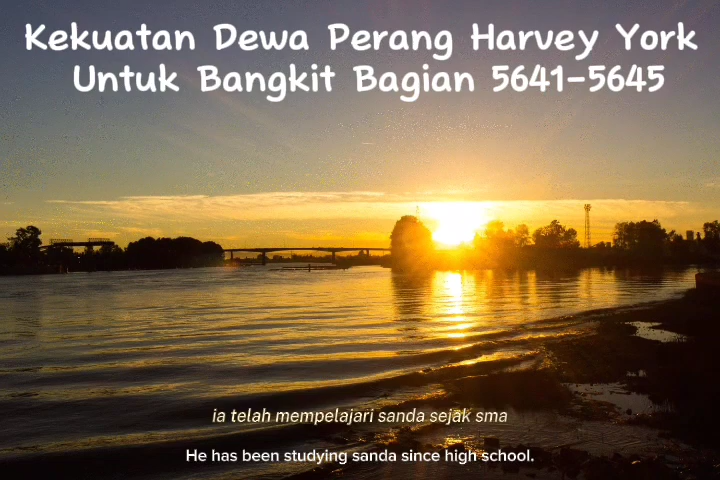 Kekuatan Dewa Perang Harvey York
Untuk Bangkit Bagian 5641-5645
ia telah mempelajari sanda sejak sma
He has been studying sanda since high school.